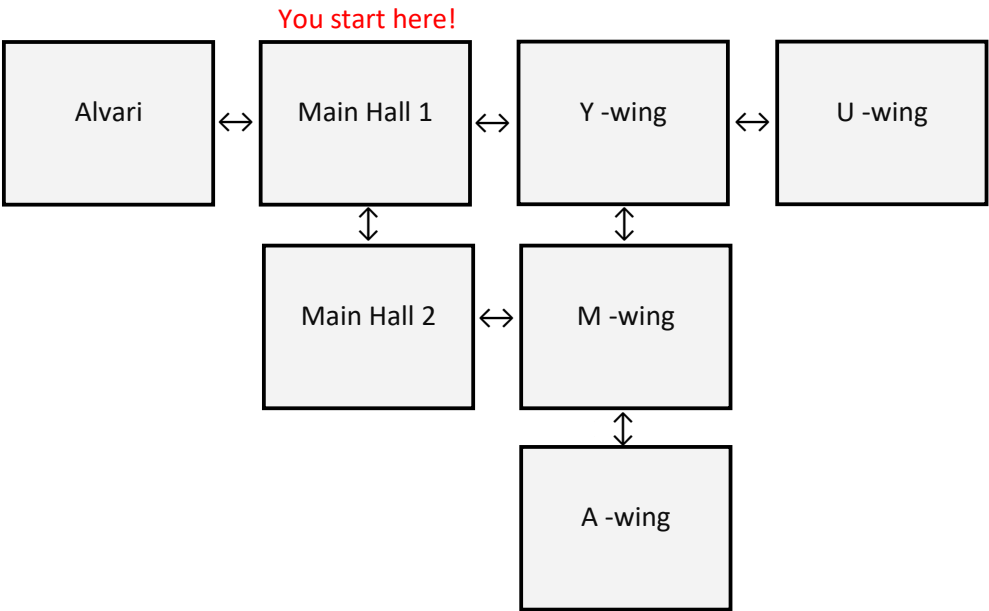 You start here!
Alvari
Main Hall 1
Y -wing
U -wing
Main Hall 2
M -wing
A -wing